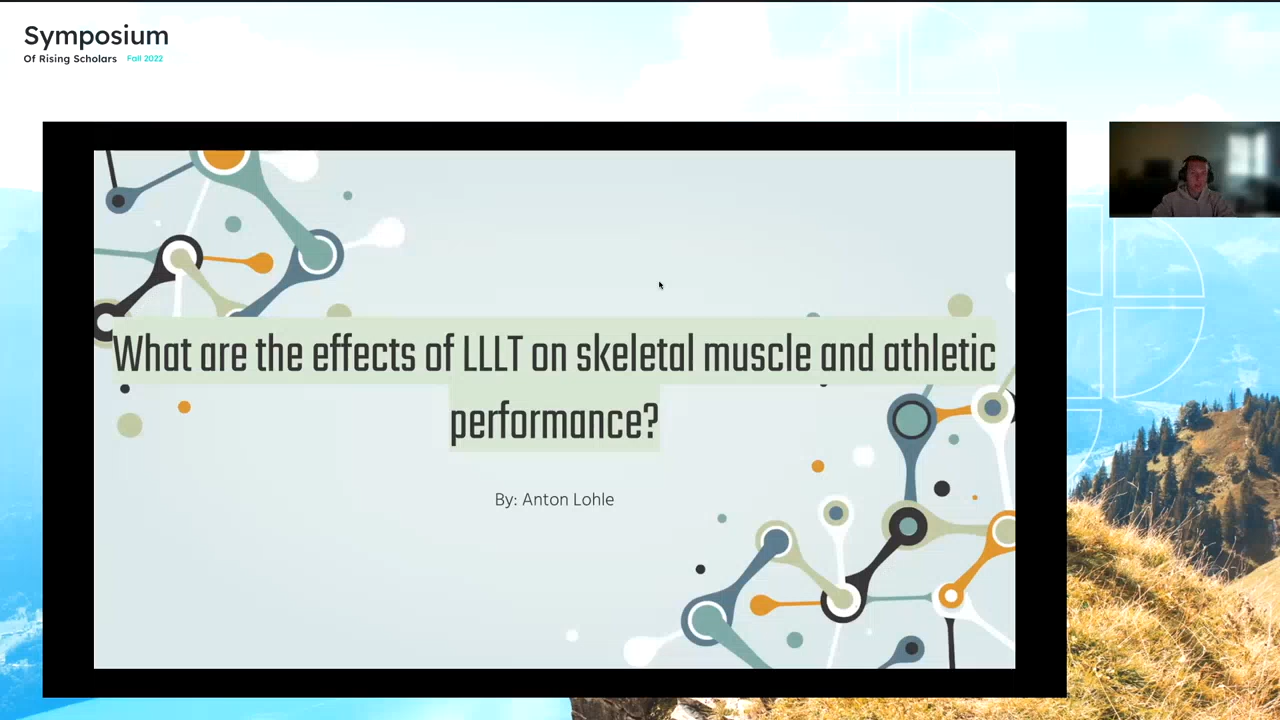 Symposium
Of Rising Scholars Fall 2022
What are the effects of LLLT on skeletal muscle and athletic
performance?
By: Anton Lohle